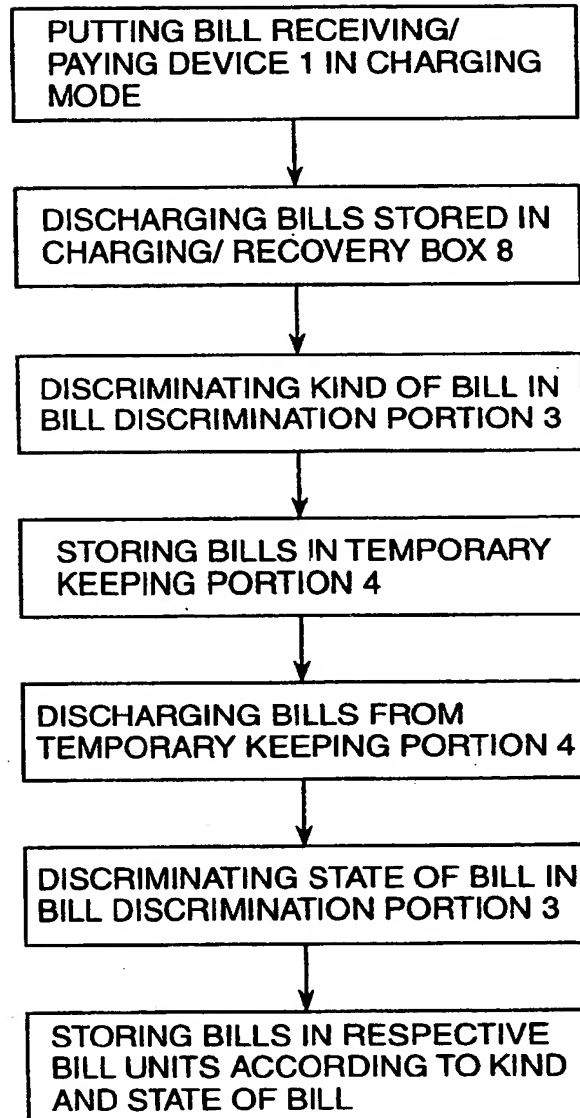 PUTTING BILL RECEIVING/
PAYING DEVICE 1 IN CHARGING
MODE
DISCHARGING BILLS STORED IN
CHARGING/ RECOVERY BOX 8
DISCRIMINATING KIND OF BILL IN
BILL DISCRIMINATION PORTION 3
STORING BILLS IN TEMPORARY
KEEPING PORTION 4
DISCHARGING BILLS FROM
TEMPORARY KEEPING PORTION 4
DISCRIMINATING STATE OF BILL IN
BILL DISCRIMINATION PORTION 3
STORING BILLS IN RESPECTIVE
BILL UNITS ACCORDING TO KIND
AND STATE OF BILL